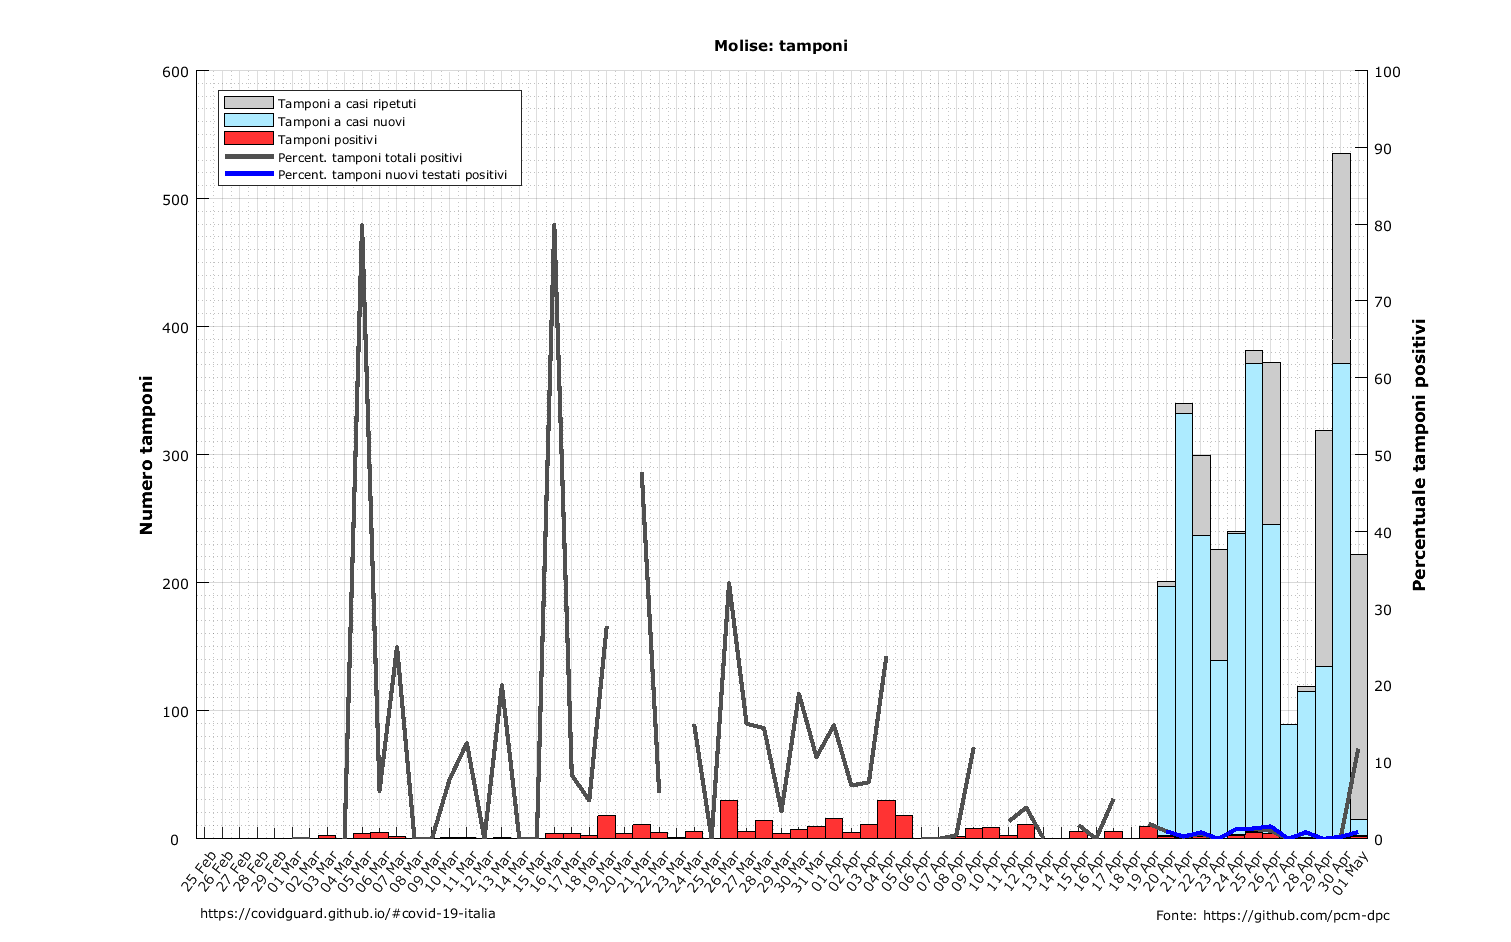 Molise: tamponi
Tamponi a casi ripetuti
Tamponi a casi nuovi
Tamponi positivi
Percent. tamponi totali positivi
Percent. tamponi nuovi testati positivi
Numero tamponi
600
500
400
300
200
100
0
Percentuale tamponi positivi
100
90
80
70
60
50
40
30
20
10
0
25 Feb
26 Feb
27 Feb
28 Feb
29 Feb
01 Mar
02 Mar
03 Mar
04 Mar
05 Mar
06 Mar
07 Mar
08 Mar
09 Mar
10 Mar
11 Mar
12 Mar
13 Mar
14 Mar
15 Mar
16 Mar
17 Mar
18 Mar
19 Mar
20 Mar
21 Mar
22 Mar
23 Mar
24 Mar
25 Mar
26 Mar
27 Mar
28 Mar
29 Mar
30 Mar
31 Mar
01 Apr
02 Apr
03 Apr
04 Apr
05 Apr
06 Apr
07 Apr
08 Apr
09 Apr
10 Apr
11 Apr
12 Apr
13 Apr
14 Apr
15 Apr
16 Apr
17 Apr
18 Apr
19 Apr
20 Apr
21 Apr
22 Apr
23 Apr
24 Apr
25 Apr
26 Apr
27 Apr
28 Apr
29 Apr
30 Apr
01 May
https://covidguard.github.io/#covid-19-italia
Fonte: https://github.com/pcm-dpc